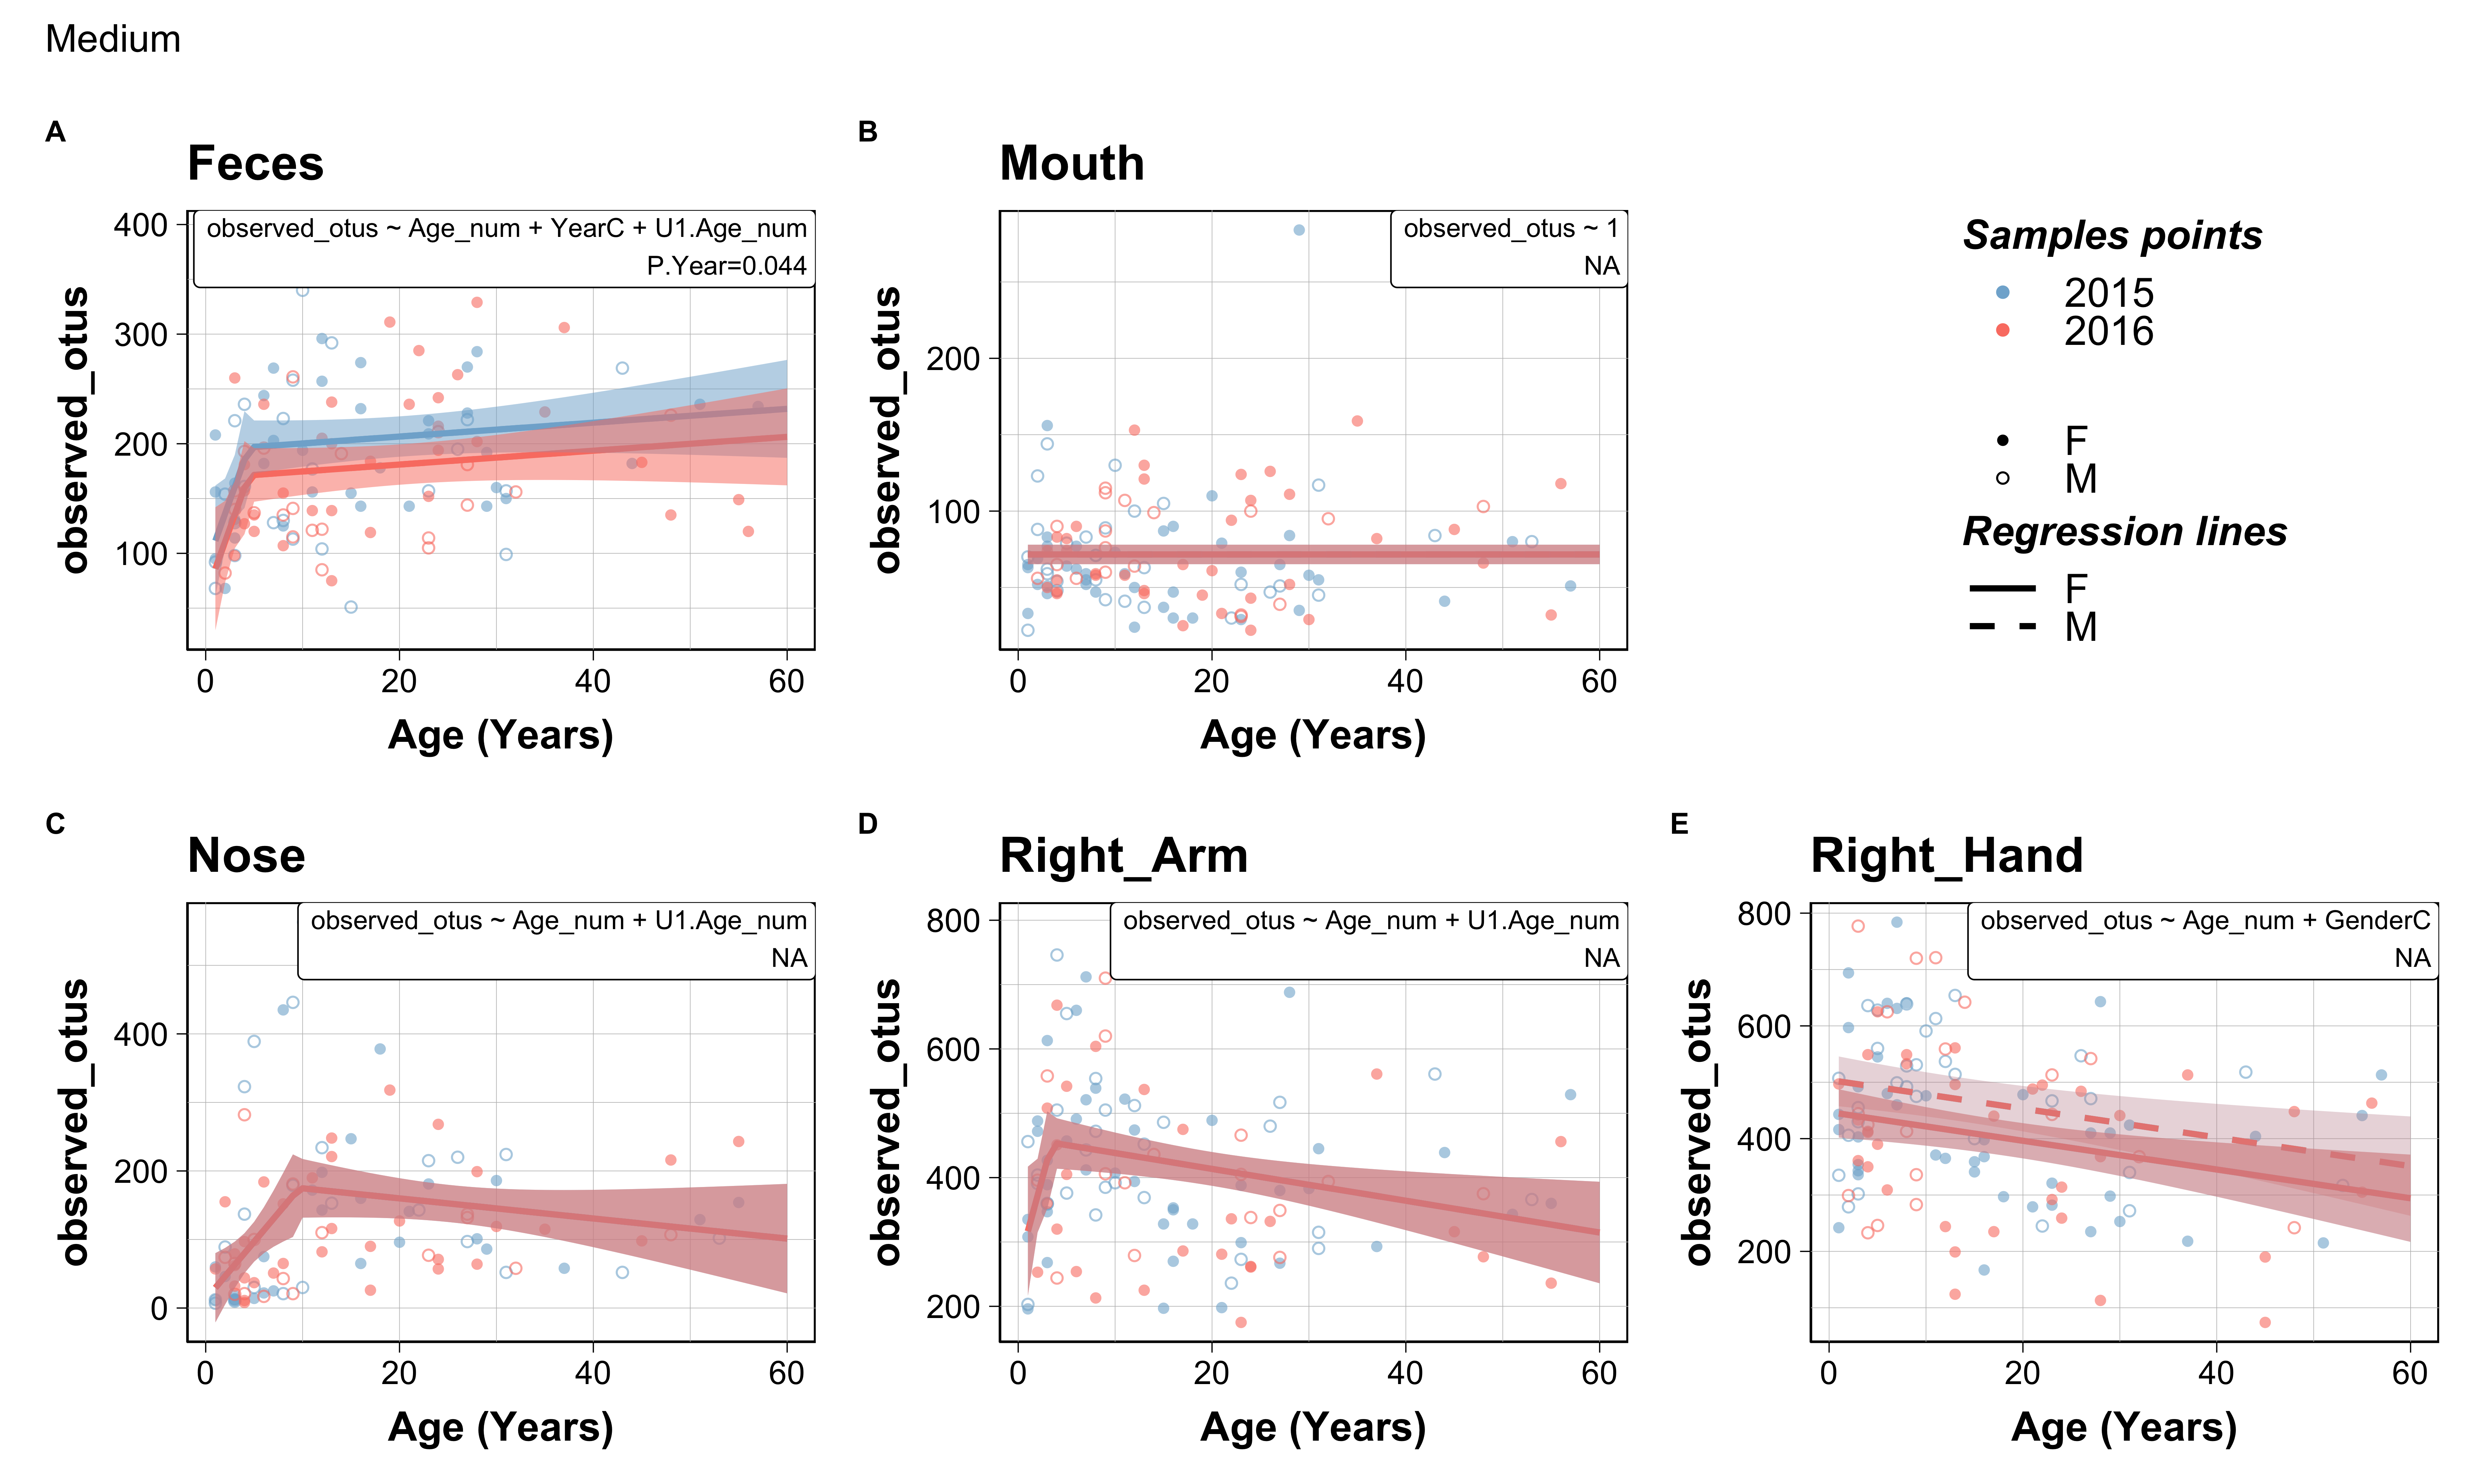 Medium
A
Feces
observed_otus ~ Age_num + YearC + U1.Age_num
P.Year=0.044
observed_otus
400
300
200
100
0 20 40 60
Age (Years)
B
Mouth
observed_otus ~ 1
NA
observed_otus
200
100
0 20 40 60
Age (Years)
Samples points
2015
2016
F
M
Regression lines
F
M
C
Nose
observed_otus ~ Age_num + U1.Age_num
NA
observed_otus
400
200
0
0 20 40 60
Age (Years)
D
Right_Arm
observed_otus ~ Age_num + U1.Age_num
NA
observed_otus
800
600
400
200
0 20 40 60
Age (Years)
E
Right_Hand
observed_otus ~ Age_num + GenderC
NA
observed_otus
800
600
400
200
0 20 40 60
Age (Years)